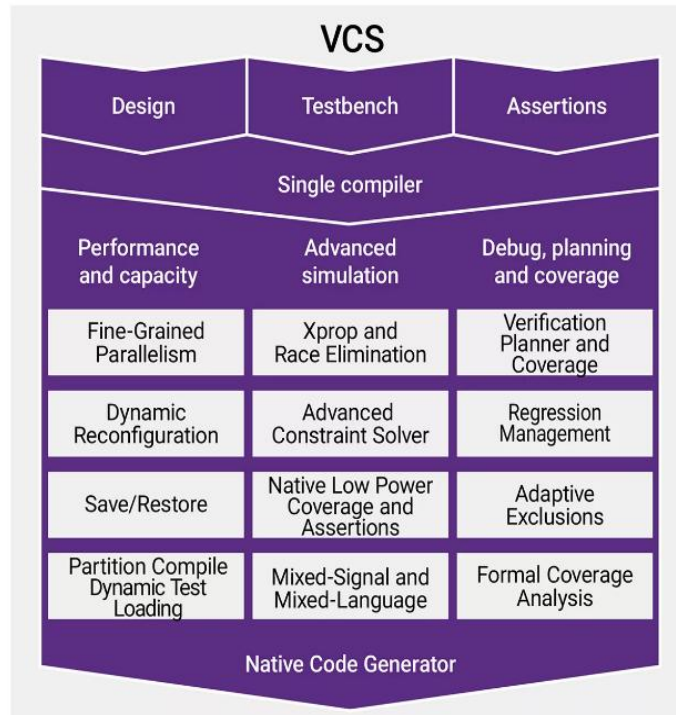 VCS
Design
Testbench
Assertions
Single compiler
Performance
and capacity
Advanced
simulation
Debug, planning
and coverage
Fine-Grained
Parallelism
Xprop and
Race Elimination
Verification
Planner and
Coverage
Dynamic
Reconfiguration
Advanced
Constraint Solver
Regression
Management
Save/Restore
Native Low Power
Coverage and
Assertions
Adaptive
Exclusions
Partition Compile
Dynamic Test
Loading
Mixed-Signal and
Mixed-Language
Formal Coverage
Analysis
Native Code Generator